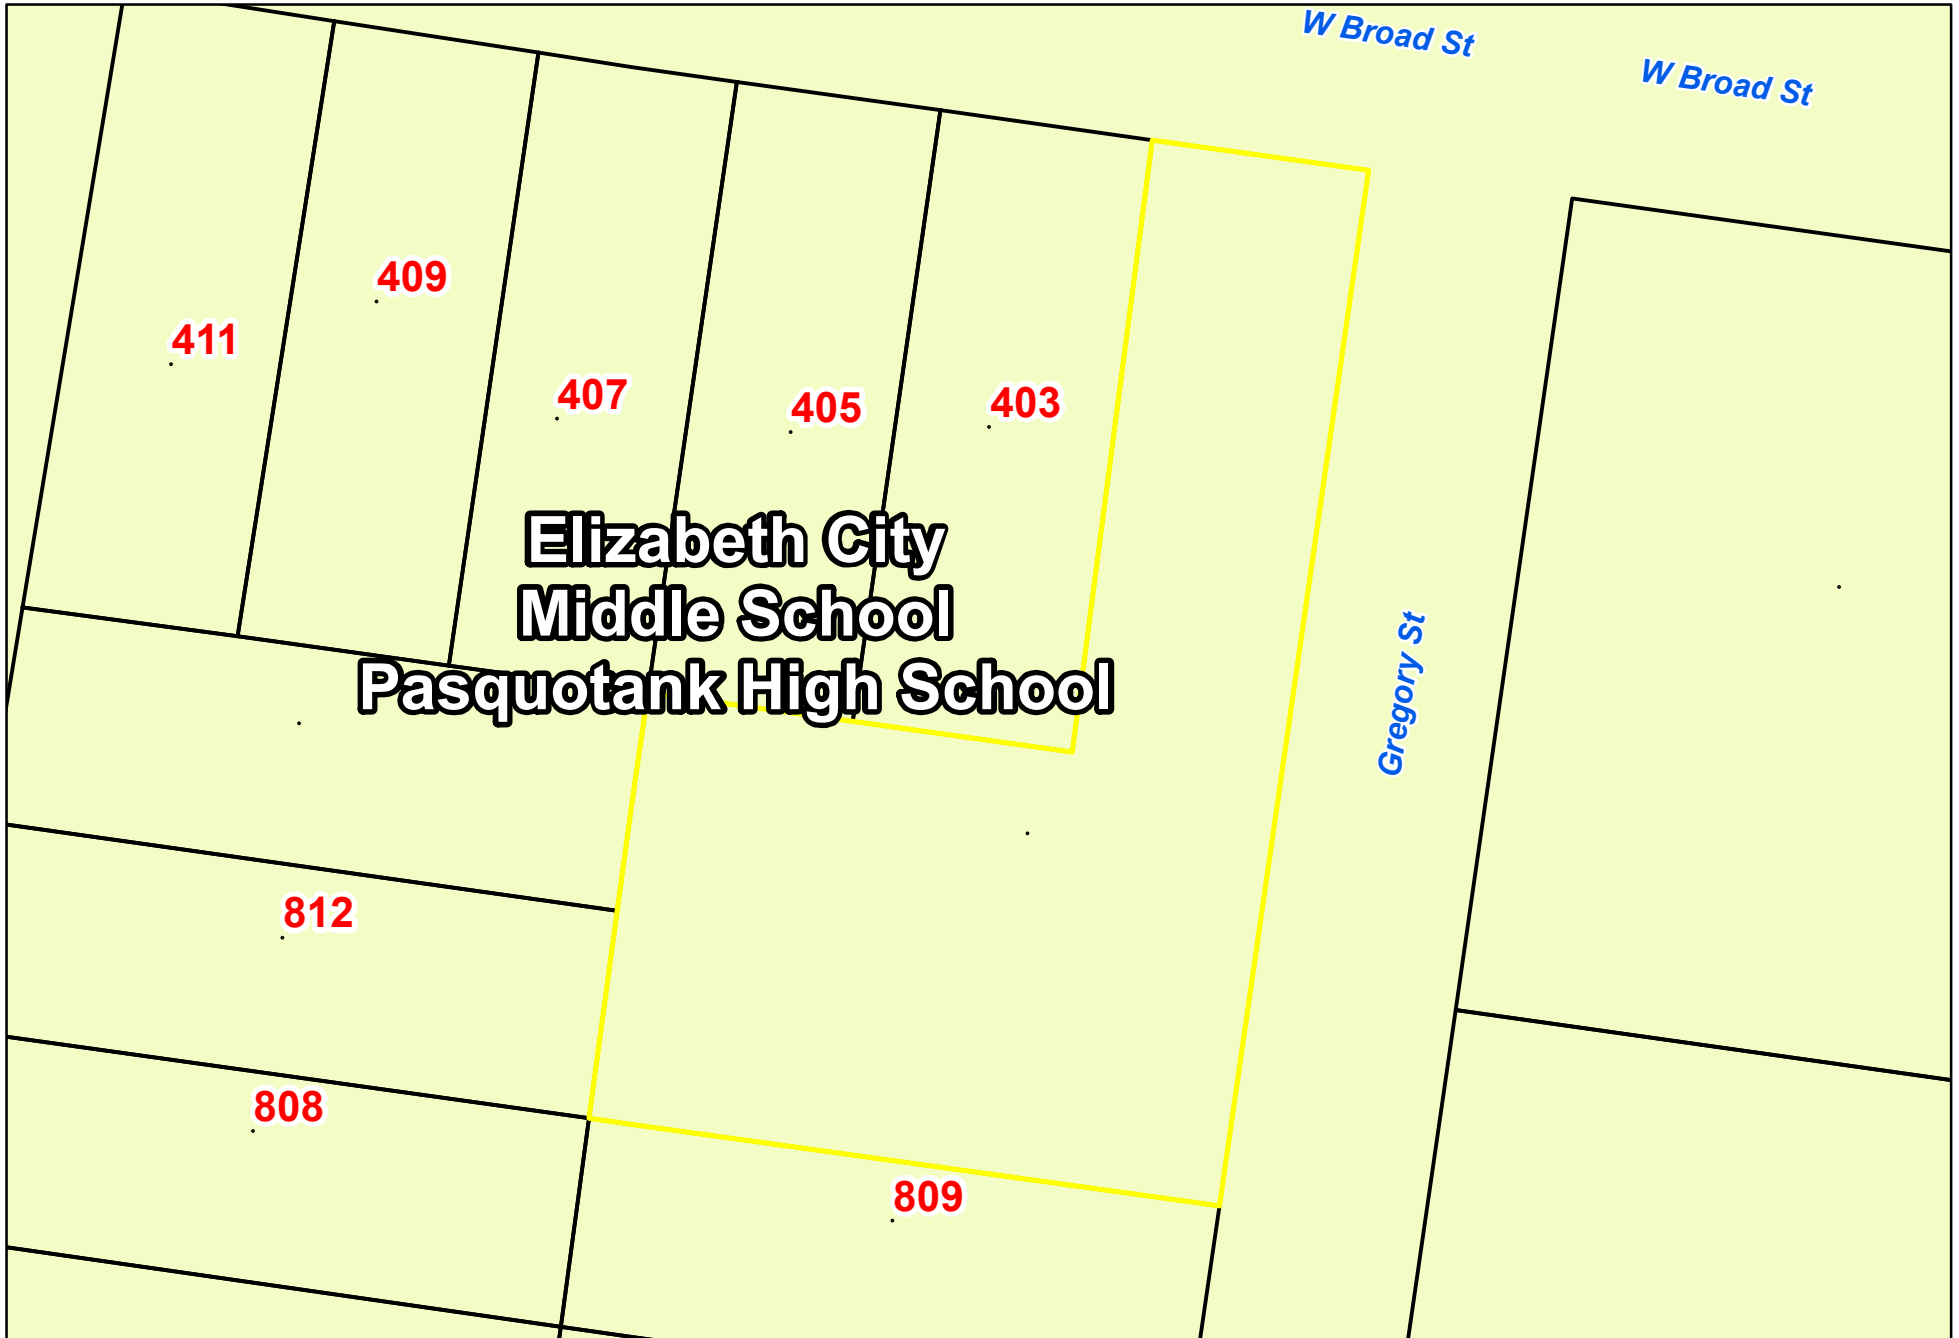 W Broad St
W Broad St
409
411
407
405
403
Elizabeth City
Middle School
Pasquotank High School
Gregory St
812
808
809